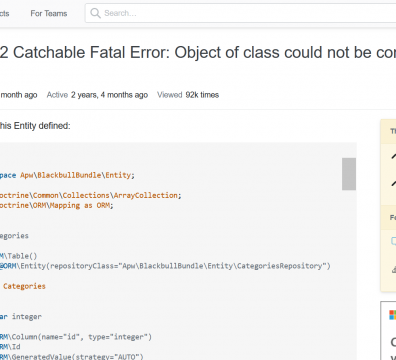 cts For Teams Search…
2 Catchable Fatal Error: Object of class could not be co
month ago Active 2 years, 4 months ago Viewed 92k times
his Entity defined:
Th
pace Apw\BlackbullBundle\Entity;
octrine\Common\Collections\ArrayCollection;
octrine\ORM\Mapping as ORM;
Fe
egories
M\Table()
@ORM\Entity(repositoryClass="Apw\BlackbullBundle\Entity\CategoriesRepository")
Categories
ar integer
RM\Column(name="id", type="integer")
RM\Id
RM\GeneratedValue(strategy="AUTO")